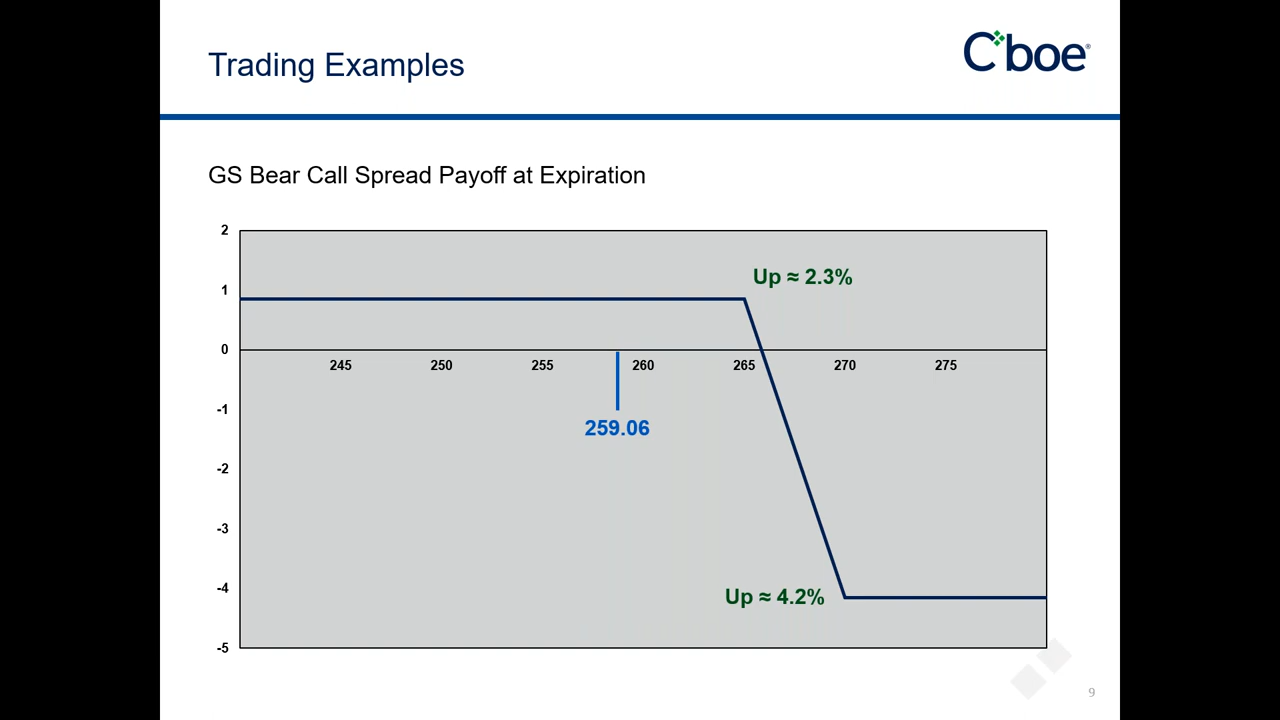 Trading Examples
Cboe®
GS Bear Call Spread Payoff at Expiration
2
Up ≈ 2.3%
1
0
245 250 255 260 265 270 275
-1
259.06
-2
-3
-4
Up ≈ 4.2%
-5
9